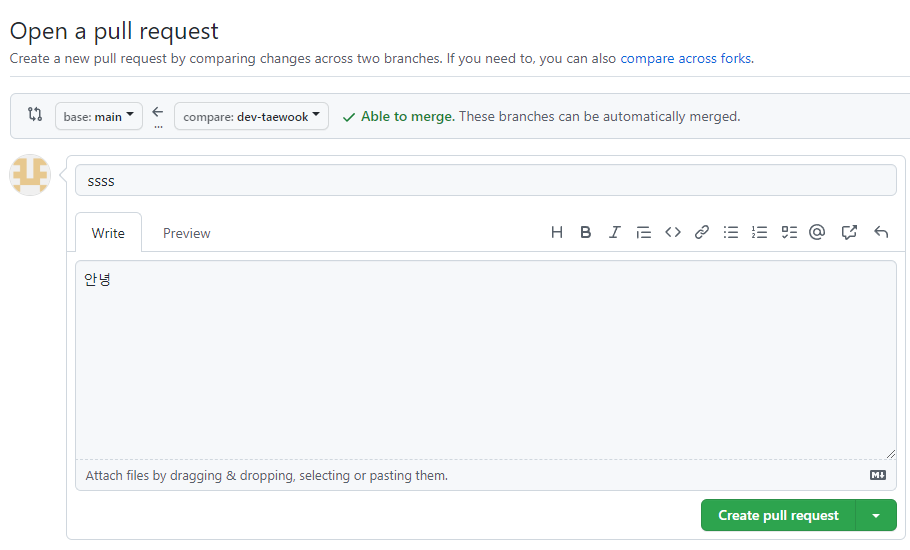 Open a pull request
Create a new pull request by comparing changes across two branches. If you need to, you can also compare across forks.
base: main
...
compare: dev-taewook
Able to merge. These branches can be automatically merged.
ssss
Write
Preview
안녕
Attach files by dragging & dropping, selecting or pasting them.
Create pull request